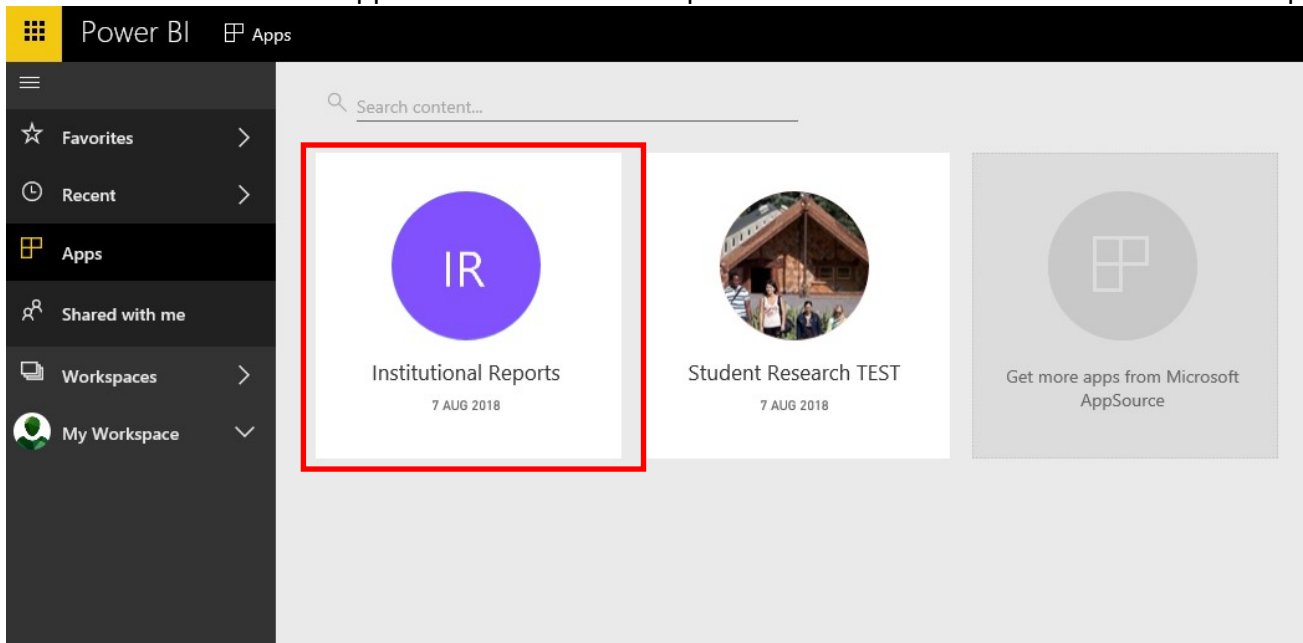 Power BI
Apps
Search content...
Favorites
Recent
Apps
Shared with me
Workspaces
My Workspace
IR
Institutional Reports
7 AUG 2018
Student Research TEST
7 AUG 2018
Get more apps from Microsoft
AppSource